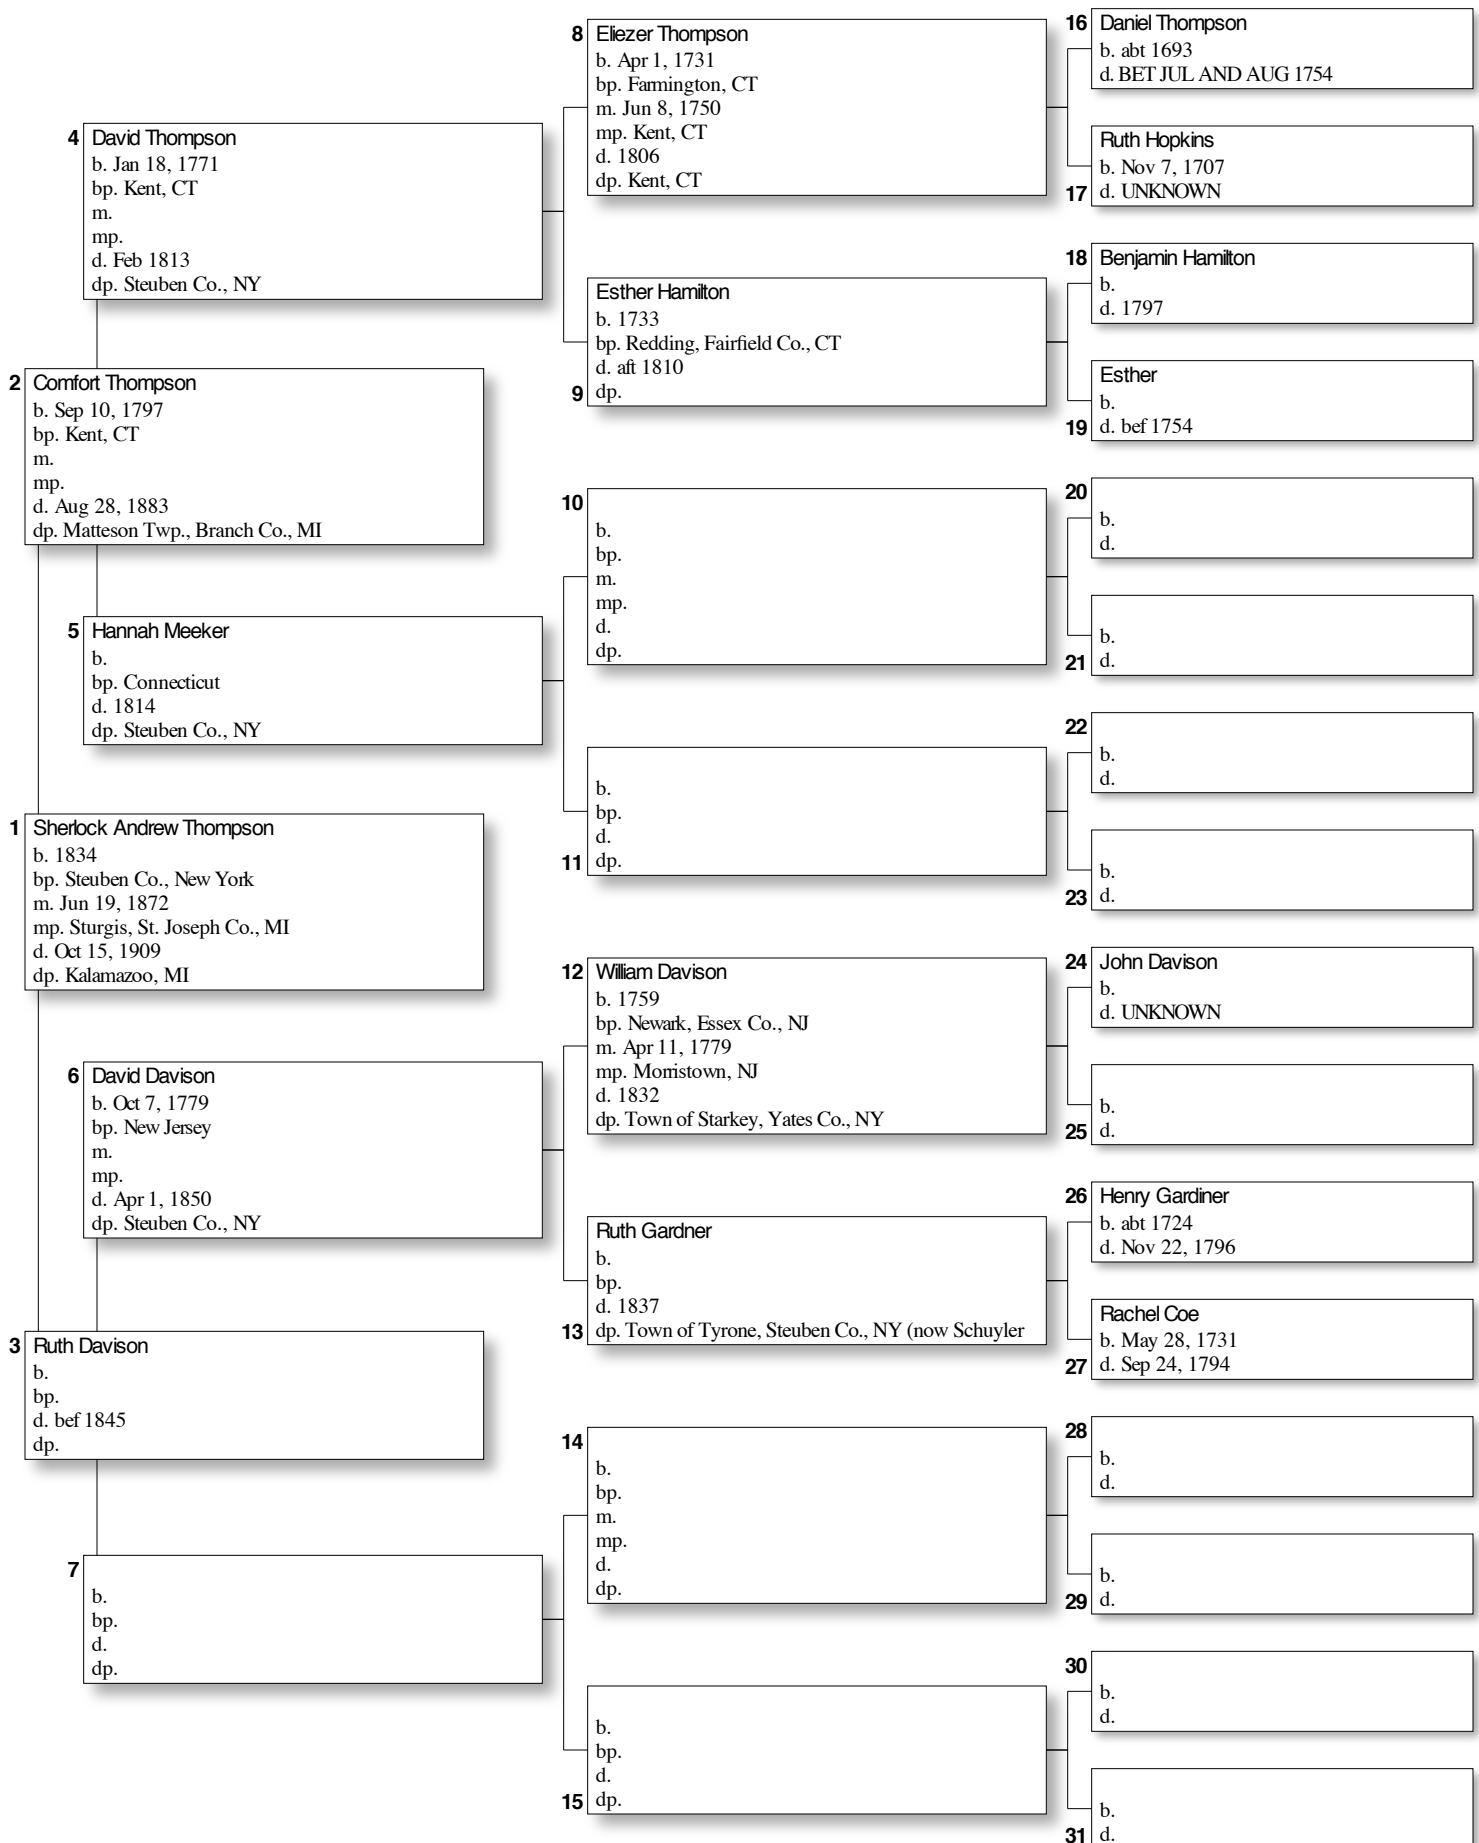 8 Eliezer Thompson
b. Apr 1, 1731
bp. Farmington, CT
m. Jun 8, 1750
mp. Kent, CT
d. 1806
dp. Kent, CT
16 Daniel Thompson
b. abt 1693
d. BET JUL AND AUG 1754
Ruth Hopkins
b. Nov 7, 1707
17 d. UNKNOWN
4 David Thompson
b. Jan 18, 1771
bp. Kent, CT
m.
mp.
d. Feb 1813
dp. Steuben Co., NY
Esther Hamilton
b. 1733
bp. Redding, Fairfield Co., CT
d. aft 1810
9 dp.
18 Benjamin Hamilton
b.
d. 1797
Esther
b.
19 d. bef 1754
2 Comfort Thompson
b. Sep 10, 1797
bp. Kent, CT
m.
mp.
d. Aug 28, 1883
dp. Matteson Twp., Branch Co., MI
10
b.
bp.
m.
mp.
d.
dp.
20
b.
d.
b.
21 d.
5 Hannah Meeker
b.
bp. Connecticut
d. 1814
dp. Steuben Co., NY
b.
bp.
d.
11 dp.
22
b.
d.
b.
23 d.
1 Sherlock Andrew Thompson
b. 1834
bp. Steuben Co., New York
m. Jun 19, 1872
mp. Sturgis, St. Joseph Co., MI
d. Oct 15, 1909
dp. Kalamazoo, MI
12 William Davison
b. 1759
bp. Newark, Essex Co., NJ
m. Apr 11, 1779
mp. Morristown, NJ
d. 1832
dp. Town of Starkey, Yates Co., NY
24 John Davison
b.
d. UNKNOWN
b.
25 d.
6 David Davison
b. Oct 7, 1779
bp. New Jersey
m.
mp.
d. Apr 1, 1850
dp. Steuben Co., NY
Ruth Gardner
b.
bp.
d. 1837
13 dp. Town of Tyrone, Steuben Co., NY (now Schuyler
26 Henry Gardiner
b. abt 1724
d. Nov 22, 1796
Rachel Coe
b. May 28, 1731
27 d. Sep 24, 1794
3 Ruth Davison
b.
bp.
d. bef 1845
dp.
14
b.
bp.
m.
mp.
d.
dp.
28
b.
d.
b.
29 d.
7
b.
bp.
d.
dp.
b.
bp.
d.
15 dp.
30
b.
d.
b.
31 d.